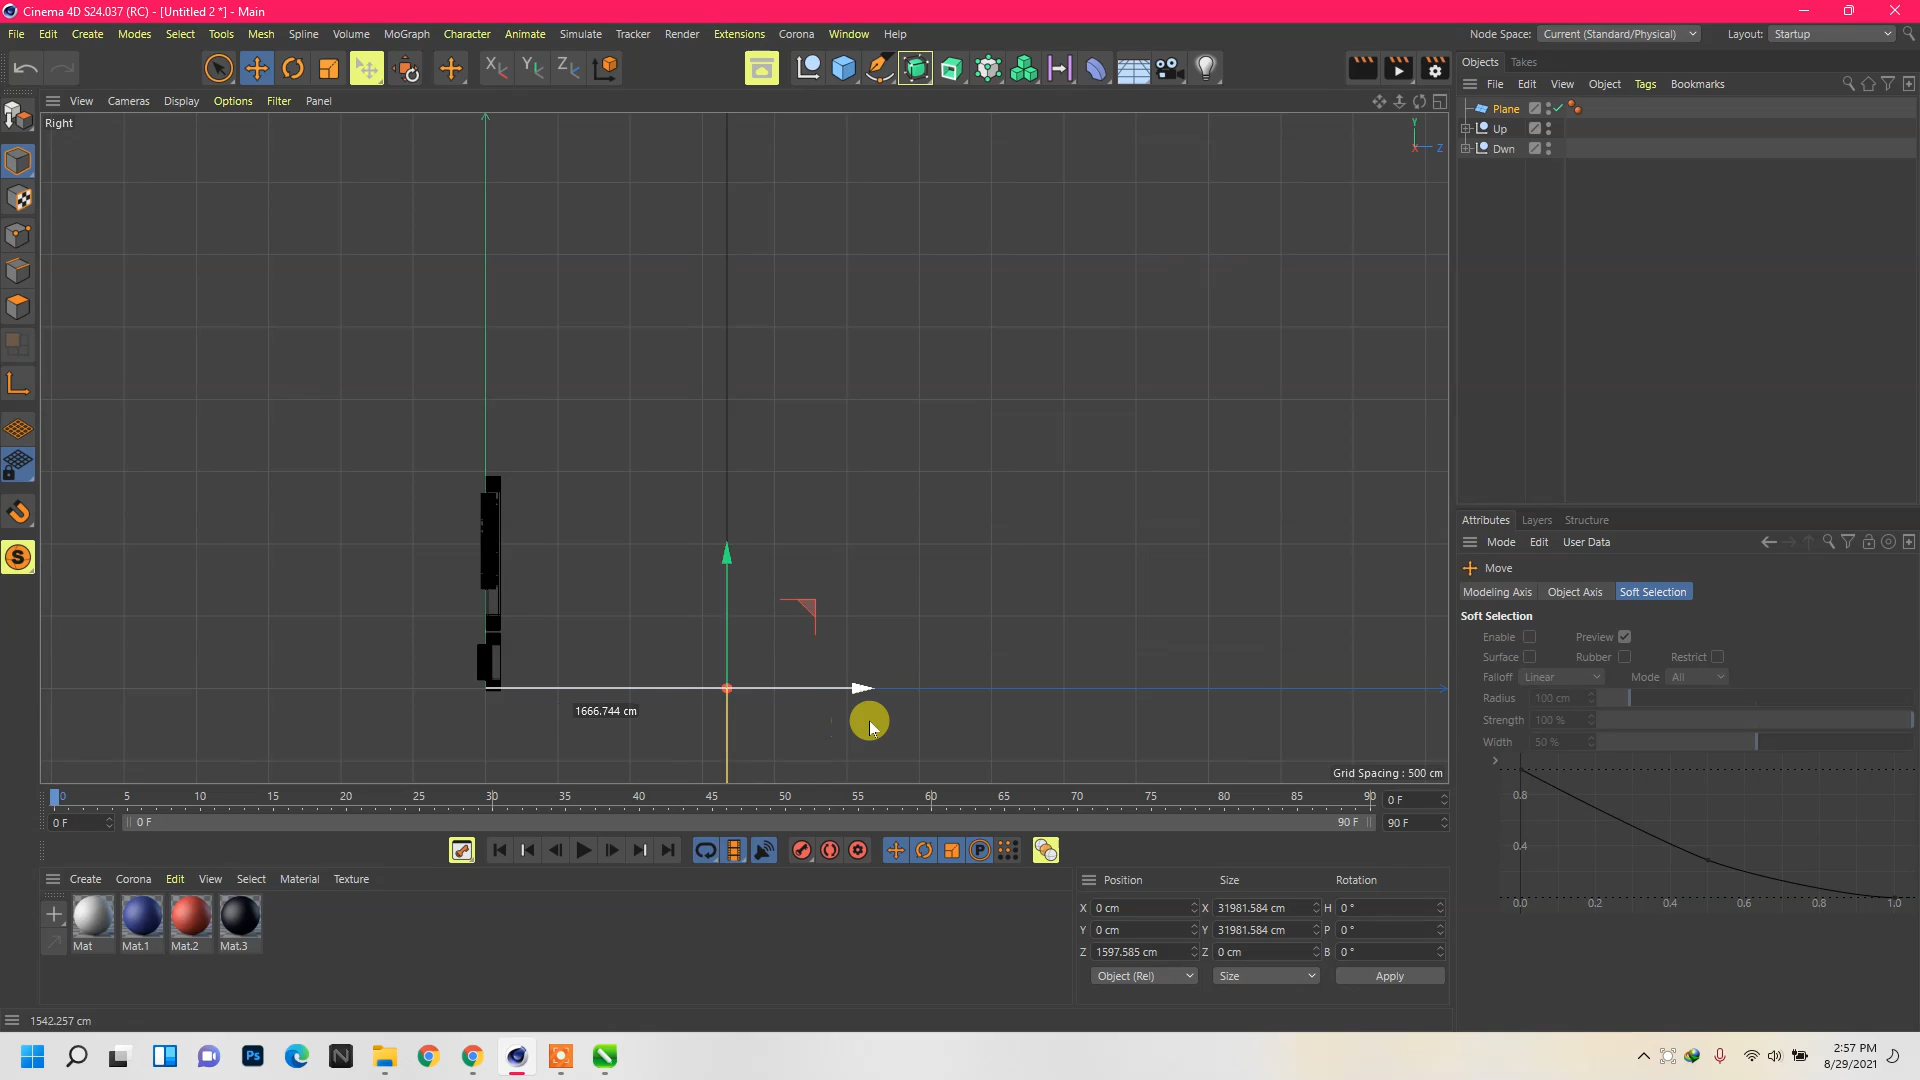 Cinema 4D S24.037 (RC) - [Untitled 2 *] - Main
File Edit Create Modes Select Tools Mesh Spline Volume MoGraph Character Animate Simulate Tracker Render Extensions Corona Window Help
Node Space: Current (Standard/Physical) Layout: Startup
Objects Takes
File Edit View Object Tags Bookmarks
View Cameras Display Options Filter Panel
Right
Y
X Z
Plane
Up
Dwn
1666.744 cm
Grid Spacing : 500 cm
Attributes Layers Structure
Mode Edit User Data
Move
Modeling Axis Object Axis Soft Selection
Soft Selection
Enable Preview
Surface Rubber Restrict
Falloff Linear Mode All
Radius 100 cm
Strength 100 %
Width 50 %
0.8
0.4
0.0 0.2 0.4 0.6 0.8 1.0
0 5 10 15 20 25 30 35 40 45 50 55 60 65 70 75 80 85 90 0 F
0 F 0 F 90 F 90 F
Create Corona Edit View Select Material Texture
Mat Mat.1 Mat.2 Mat.3
Position Size Rotation
X 0 cm X 31981.584 cm H 0 °
Y 0 cm Y 31981.584 cm P 0 °
Z 1597.585 cm Z 0 cm B 0 °
Object (Rel) Size Apply
1542.257 cm
2:57 PM
8/29/2021